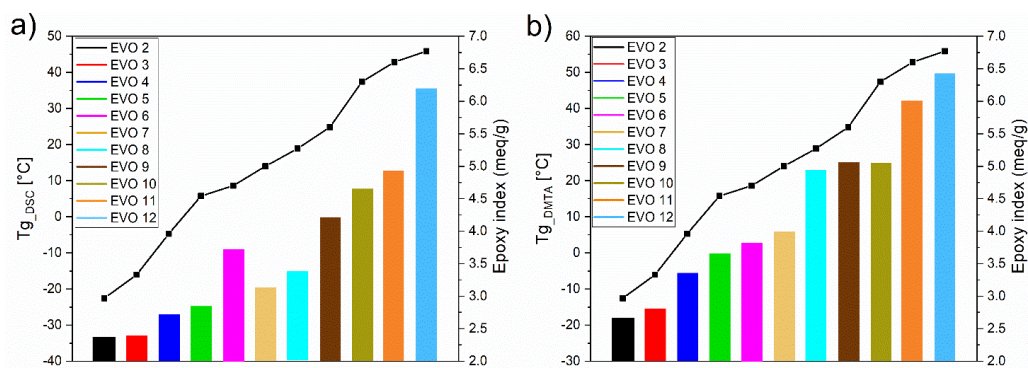 a)
Tg_DSC [°C]
50
40
30
20
10
0
-10
-20
-30
-40
EVO 2
EVO 3
EVO 4
EVO 5
EVO 6
EVO 7
EVO 8
EVO 9
EVO 10
EVO 11
EVO 12
7.0
6.5
6.0
5.5
5.0
4.5
4.0
3.5
3.0
2.5
2.0
Epoxy index (meq/g)
b)
Tg_DMTA [°C]
60
50
40
30
20
10
0
-10
-20
-30
EVO 2
EVO 3
EVO 4
EVO 5
EVO 6
EVO 7
EVO 8
EVO 9
EVO 10
EVO 11
EVO 12
7.0
6.5
6.0
5.5
5.0
4.5
4.0
3.5
3.0
2.5
2.0
Epoxy index (meq/g)